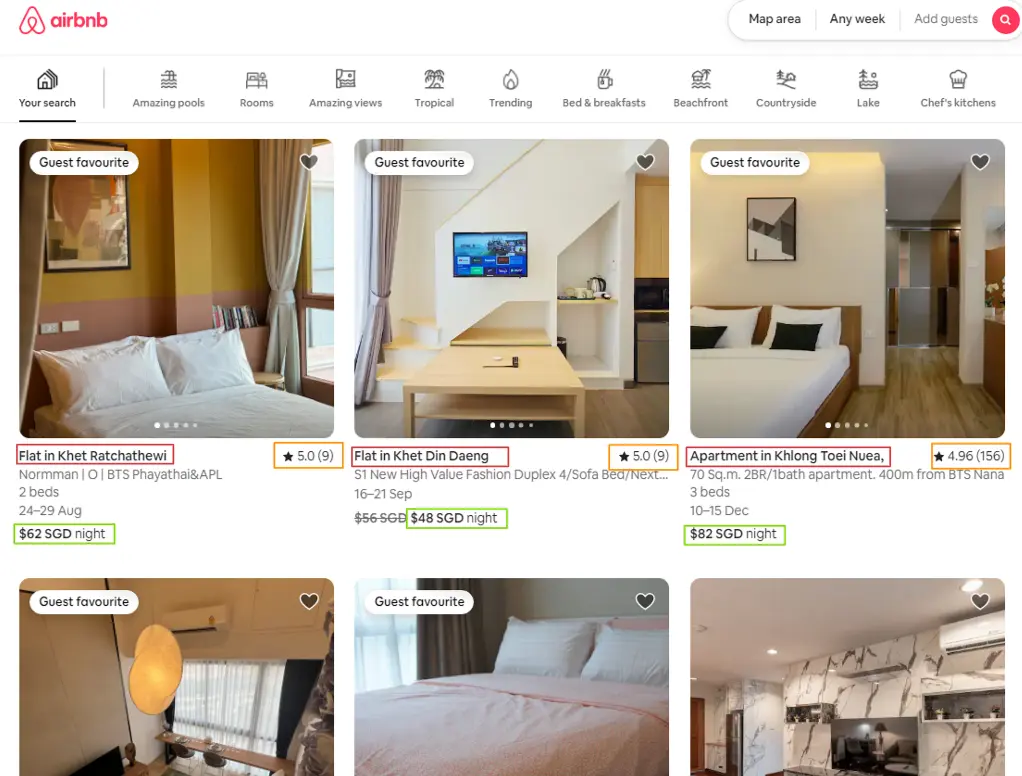 airbnb
Map area Any week Add guests
Your search Amazing pools Rooms Amazing views Tropical Trending Bed & breakfasts Beachfront Countryside Lake Chef's kitchens
Guest favourite
Guest favourite
Guest favourite
Flat in Khet Ratchathewi ★ 5.0 (9)
Normman | O | BTS Phayathai&APL
2 beds
24–29 Aug
$62 SGD night
Flat in Khet Din Daeng ★ 5.0 (9)
S1 New High Value Fashion Duplex 4/Sofa Bed/Next...
16–21 Sep
$56 SGD $48 SGD night
Apartment in Khlong Toei Nuea, ★ 4.96 (156)
70 Sq.m. 2BR/1bath apartment. 400m from BTS Nana
3 beds
10–15 Dec
$82 SGD night
Guest favourite
Guest favourite